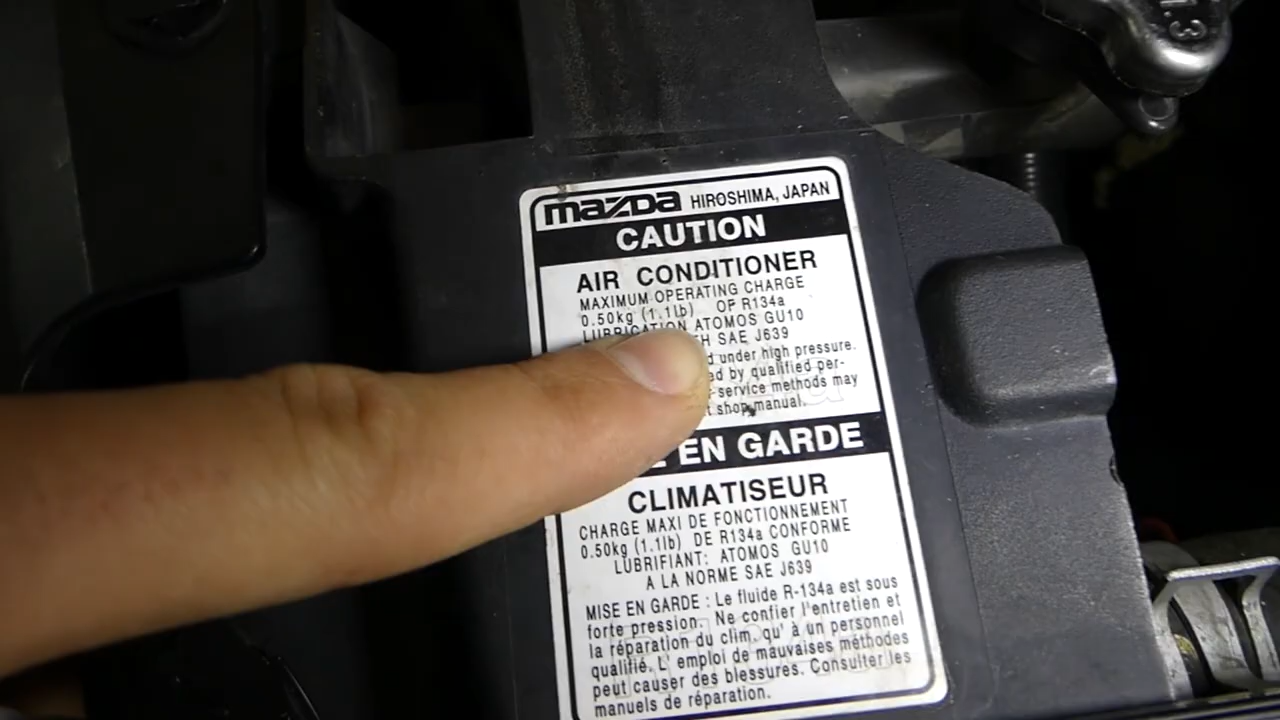 mazda HIROSHIMA, JAPAN
CAUTION
AIR CONDITIONER
MAXIMUM OPERATING CHARGE
0.50kg (1.1lb) OF R134a
LUBRICATION ATOMOS GU10
SAE J639
under high pressure.
by qualified per-
service methods may
shop manual.
EN GARDE
CLIMATISEUR
CHARGE MAXI DE FONCTIONNEMENT
0.50kg (1.1lb) DE R134a CONFORME
LUBRIFIANT: ATOMOS GU10
A LA NORME SAE J639
MISE EN GARDE : Le fluide R-134a est sous
forte pression. Ne confier l'entretien et
la réparation du clim. qu' à un personnel
qualifié. L' emploi de mauvaises méthodes
peut causer des blessures. Consulter les
manuels de réparation.